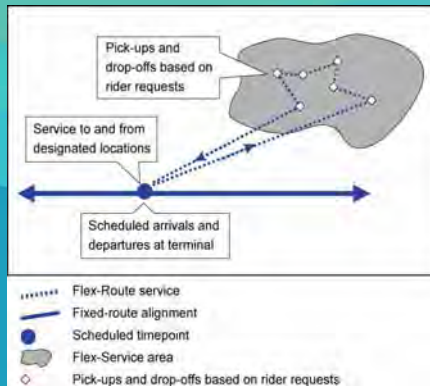 Pick-ups and
drop-offs based on
rider requests
Service to and from
designated locations
Scheduled arrivals and
departures at terminal
Flex-Route service
Fixed-route alignment
Scheduled timepoint
Flex-Service area
Pick-ups and drop-offs based on rider requests